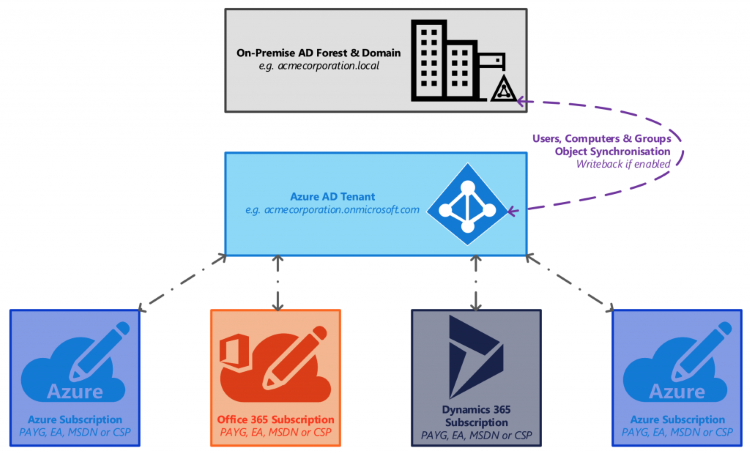 On-Premise AD Forest & Domain
e.g. acmecorporation.local
Users, Computers & Groups
Object Synchronisation
Writeback if enabled
Azure AD Tenant
e.g. acmecorporation.onmicrosoft.com
Azure
Azure Subscription
PAYG, EA, MSDN or CSP
Office 365 Subscription
PAYG, EA, MSDN or CSP
Dynamics 365
Subscription
PAYG, EA, MSDN or CSP
Azure
Azure Subscription
PAYG, EA, MSDN or CSP